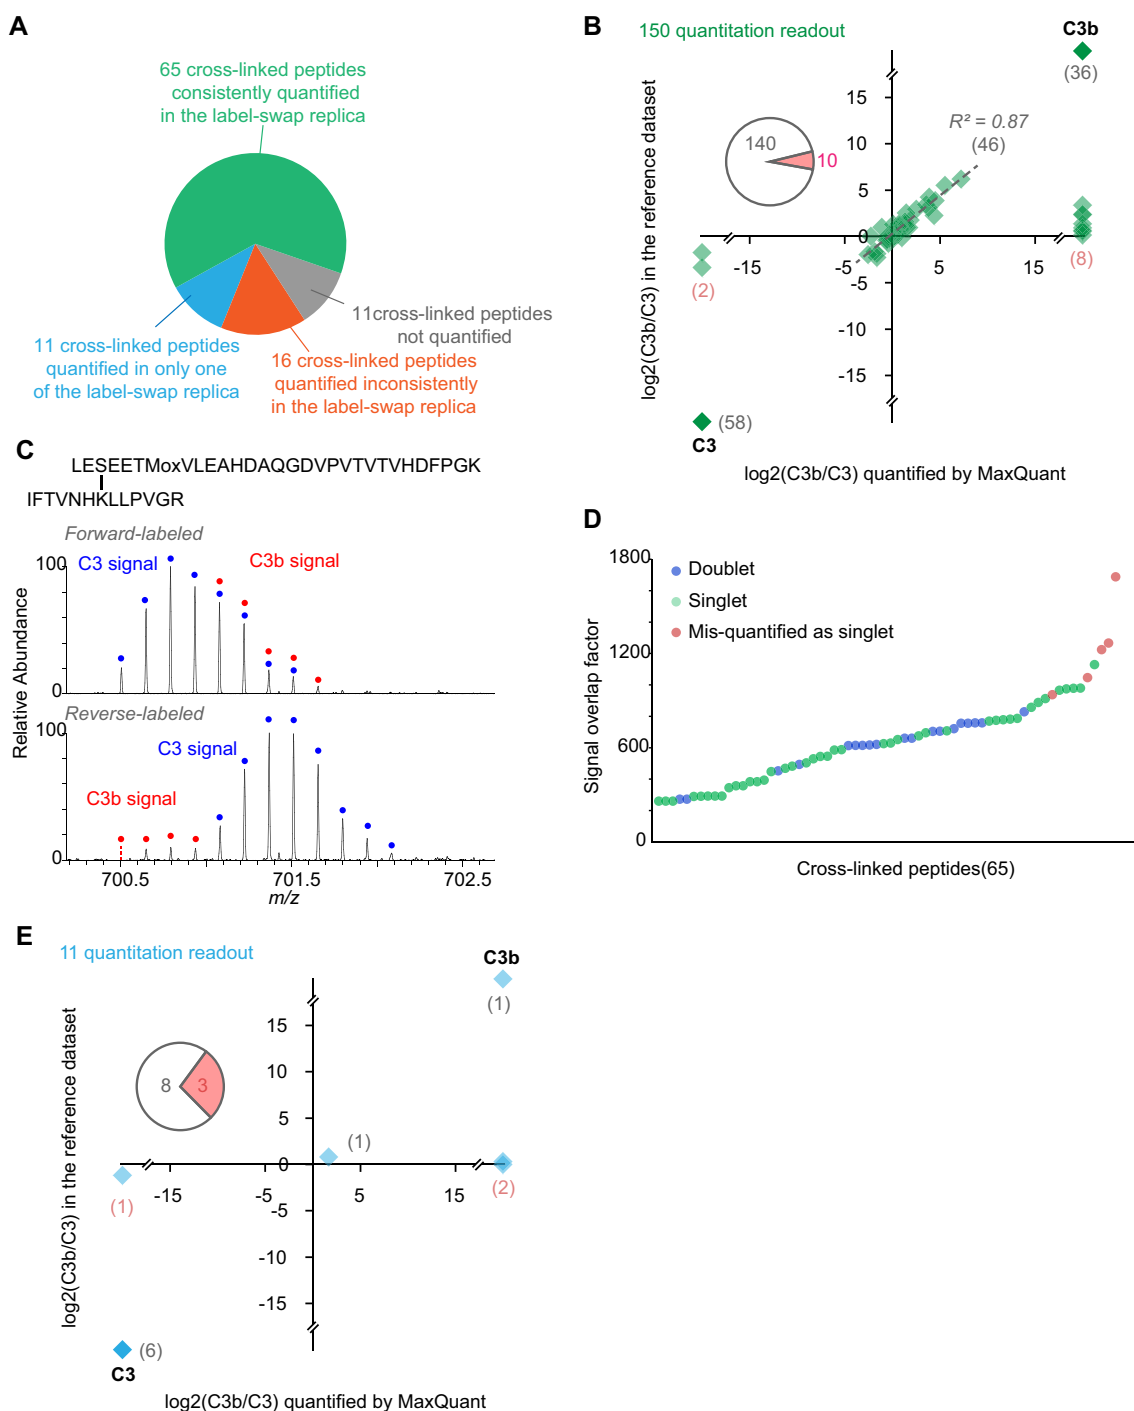 A
65 cross-linked peptides
consistently quantified
in the label-swap replica
11cross-linked peptides
not quantified
11 cross-linked peptides
quantified in only one
of the label-swap replica
16 cross-linked peptides
quantified inconsistently
in the label-swap replica
B
150 quantitation readout
C3b
(36)
15
10
5
0
-5
-10
-15
-15
-5
5
15
R² = 0.87
(46)
140
10
(2)
(8)
(58)
C3
log2(C3b/C3) in the reference dataset
log2(C3b/C3) quantified by MaxQuant
C
LESEETMoxVLEAHDAQGDVPVTVTVHDFPGK
IFTVNHKLLPVGR
Forward-labeled
100
C3 signal
C3b signal
0
Reverse-labeled
100
C3 signal
C3b signal
0
Relative Abundance
700.5
701.5
702.5
m/z
D
1800
1200
600
0
Doublet
Singlet
Mis-quantified as singlet
Signal overlap factor
Cross-linked peptides(65)
E
11 quantitation readout
C3b
(1)
15
10
5
0
-5
-10
-15
-15
-5
5
15
8
3
(1)
(1)
(2)
(6)
C3
log2(C3b/C3) in the reference dataset
log2(C3b/C3) quantified by MaxQuant